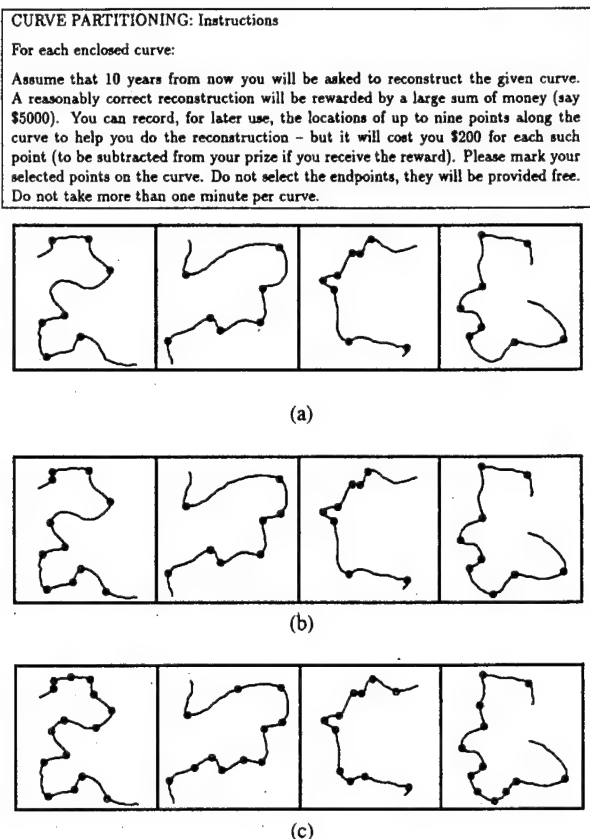 CURVE PARTITIONING: Instructions
For each enclosed curve:
Assume that 10 years from now you will be asked to reconstruct the given curve.
A reasonably correct reconstruction will be rewarded by a large sum of money (say
$5000). You can record, for later use, the locations of up to nine points along the
curve to help you do the reconstruction – but it will cost you $200 for each such
point (to be subtracted from your prize if you receive the reward). Please mark your
selected points on the curve. Do not select the endpoints, they will be provided free.
Do not take more than one minute per curve.
(a)
(b)
(c)